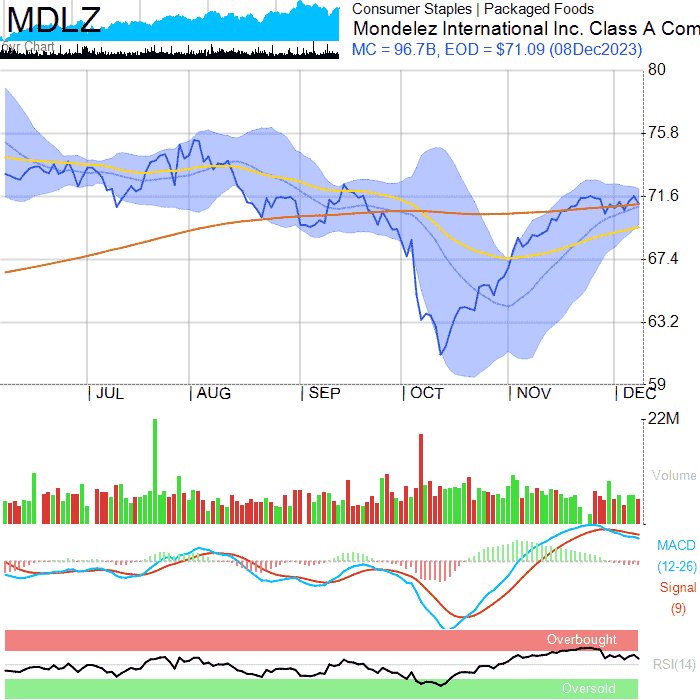 MDLZ
Consumer Staples | Packaged Foods
Mondelez International Inc. Class A Com
MC = 96.7B, EOD = $71.09 (08Dec2023)
Chart
80
75.8
71.6
67.4
63.2
59
JUL AUG SEP OCT NOV DEC
22M
Volume
MACD
(12-26)
Signal
(9)
Overbought
RSI(14)
Oversold